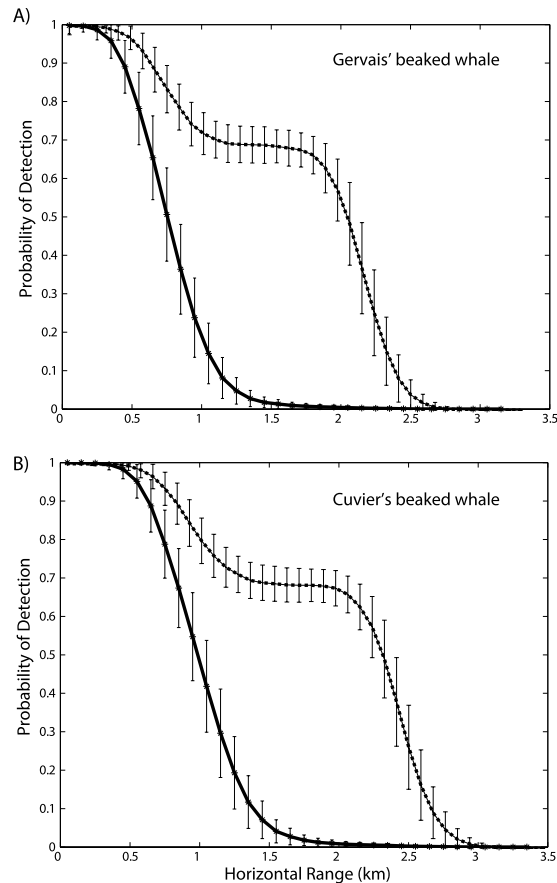 A)
Gervais' beaked whale
Probability of Detection
1
0.9
0.8
0.7
0.6
0.5
0.4
0.3
0.2
0.1
0
0 0.5 1 1.5 2 2.5 3 3.5
B)
Cuvier's beaked whale
Probability of Detection
1
0.9
0.8
0.7
0.6
0.5
0.4
0.3
0.2
0.1
0
0 0.5 1 1.5 2 2.5 3 3.5
Horizontal Range (km)